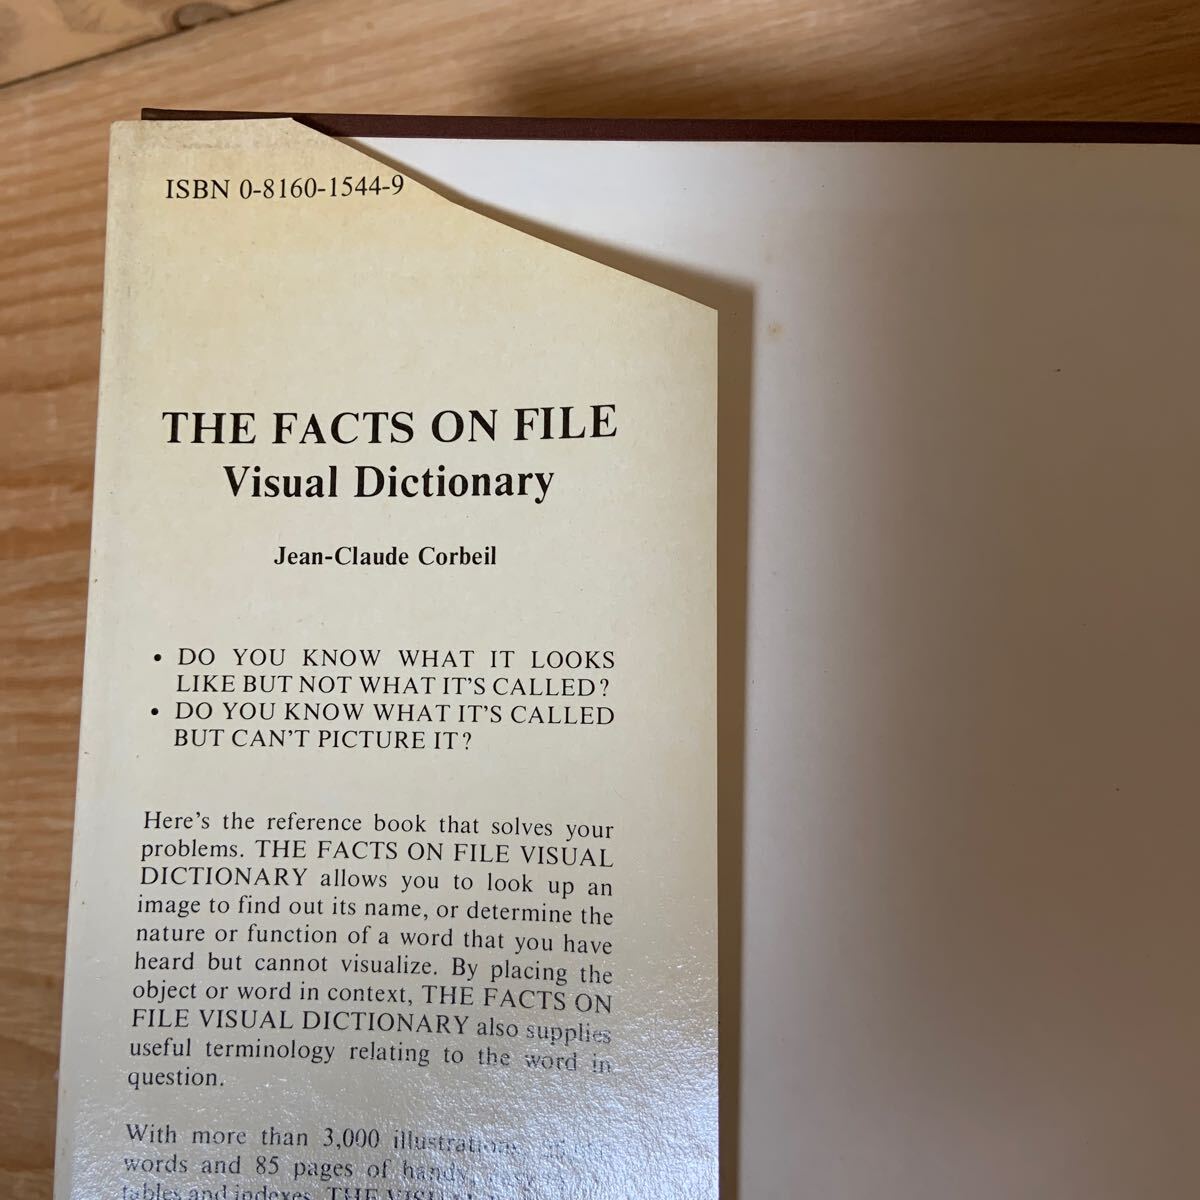 ISBN 0-8160-1544-9
THE FACTS ON FILE
Visual Dictionary
Jean-Claude Corbeil
• DO YOU KNOW WHAT IT LOOKS
LIKE BUT NOT WHAT IT'S CALLED?
• DO YOU KNOW WHAT IT'S CALLED
BUT CAN'T PICTURE IT?
Here's the reference book that solves your
problems. THE FACTS ON FILE VISUAL
DICTIONARY allows you to look up an
image to find out its name, or determine the
nature or function of a word that you have
heard but cannot visualize. By placing the
object or word in context, THE FACTS ON
FILE VISUAL DICTIONARY also supplies
useful terminology relating to the word in
question.
With more than 3,000 illustrations,
words and 85 pages of handy,
tables and indexes, THE VISUAL